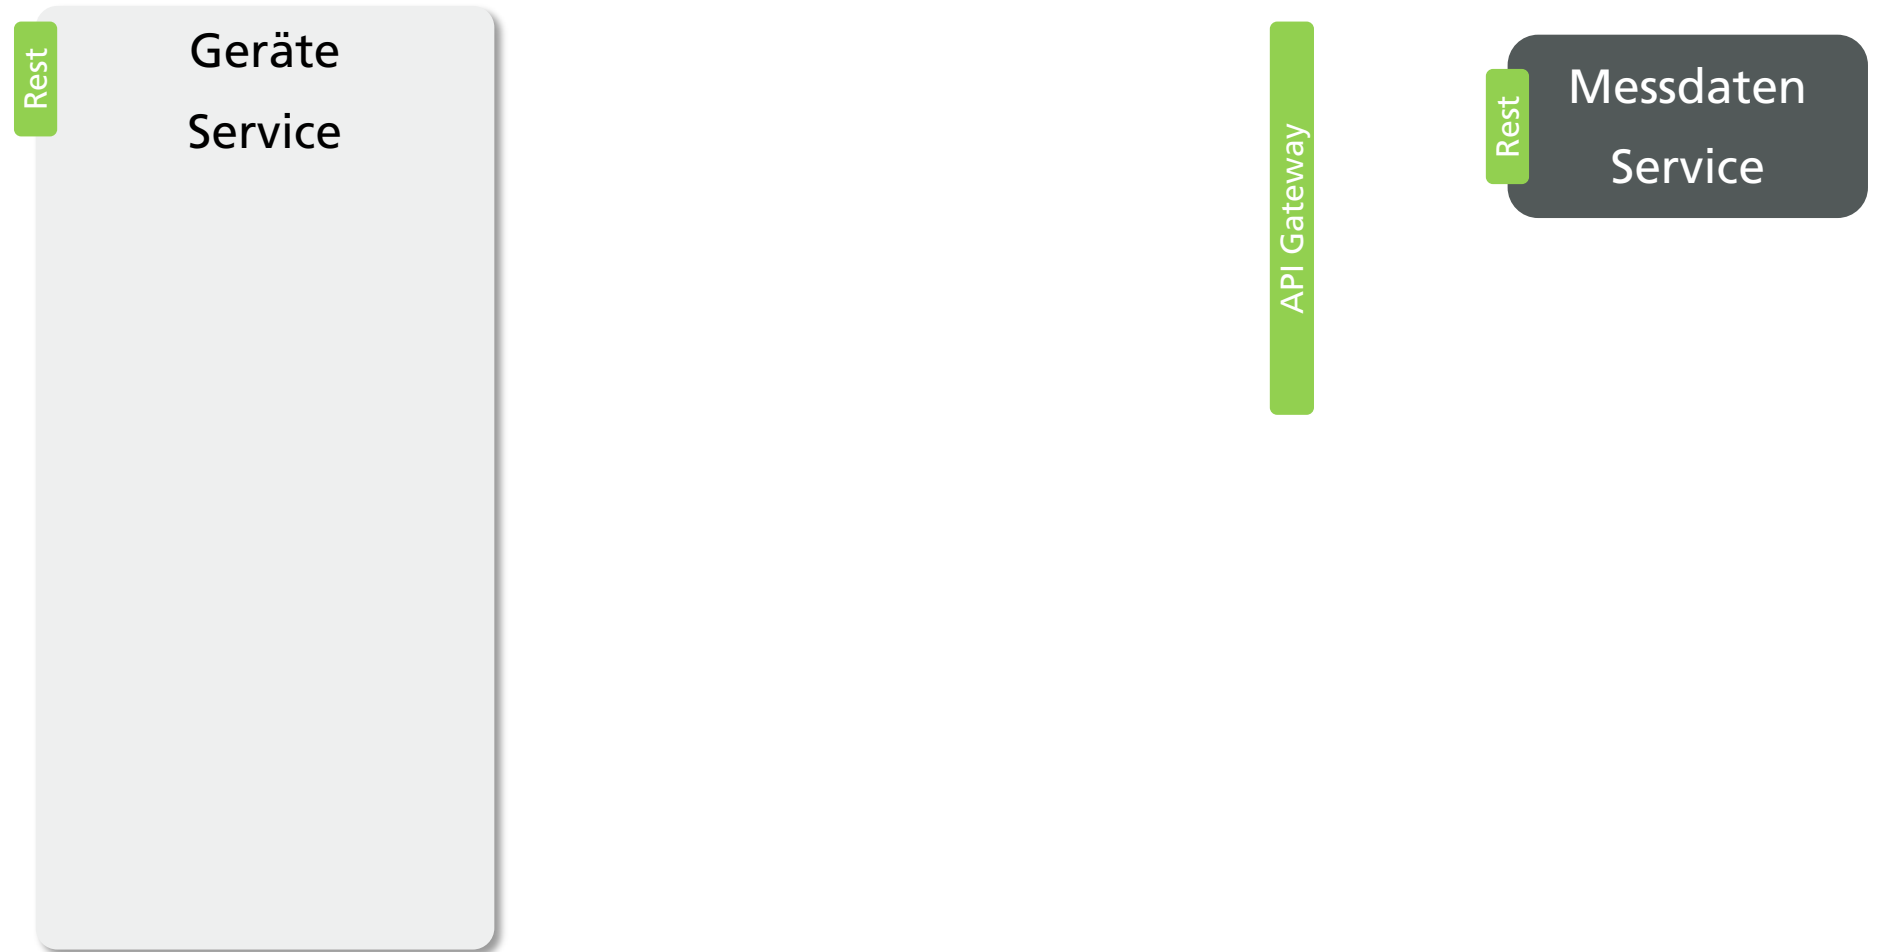 Rest
Geräte
Service
API Gateway
Rest
Messdaten
Service